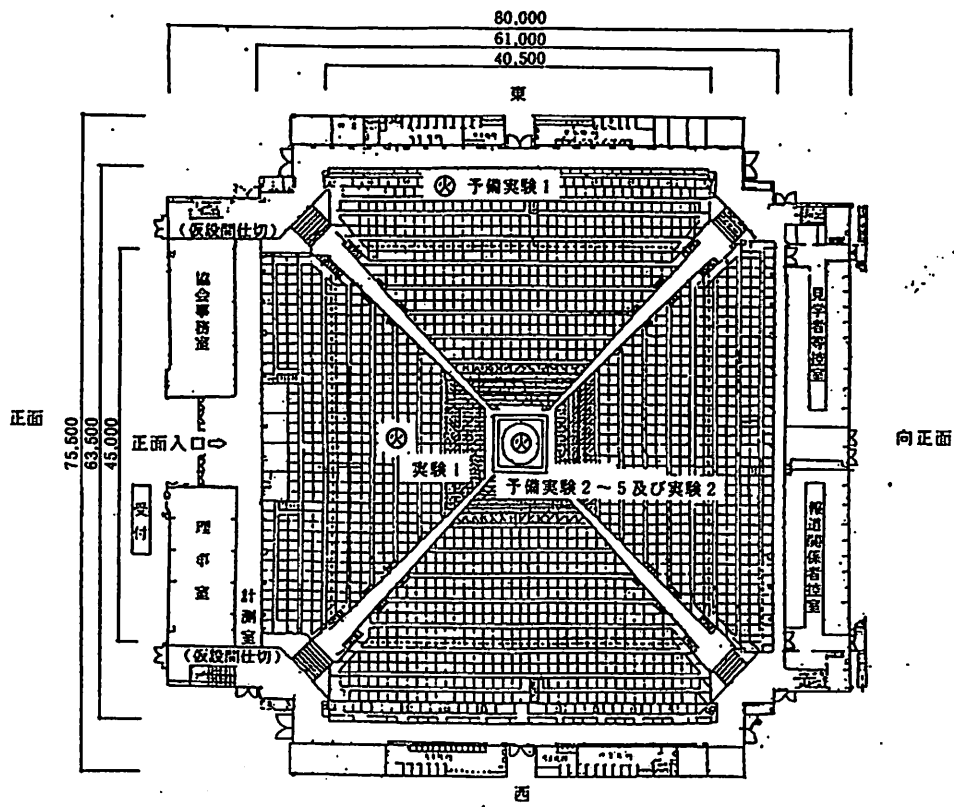 80,000
61,000
40,500
東
火 予備実験1
(仮設間仕切)
協会事務室
見学者控室
正面
75,500
63,500
45,000
正面入口⇨
火
実験1
火
予備実験2～5及び実験2
向正面
受付
理事室
計測室
報道関係者控室
(仮設間仕切)
西